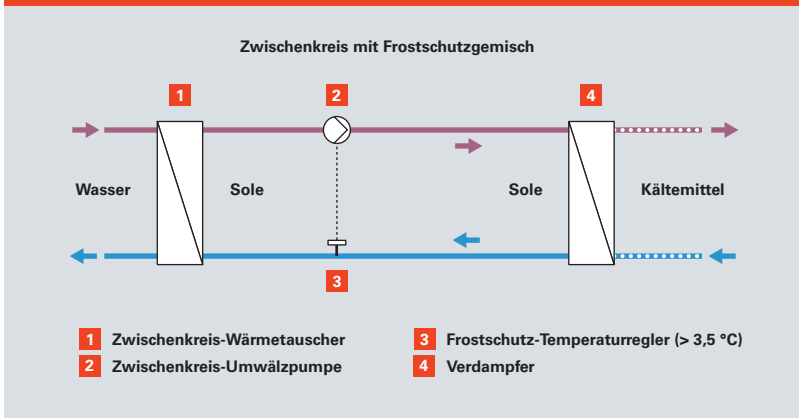 Zwischenkreis mit Frostschutzgemisch
1
2
4
Wasser
Sole
Sole
Kältemittel
3
1 Zwischenkreis-Wärmetauscher
2 Zwischenkreis-Umwälzpumpe
3 Frostschutz-Temperaturregler (> 3,5 °C)
4 Verdampfer